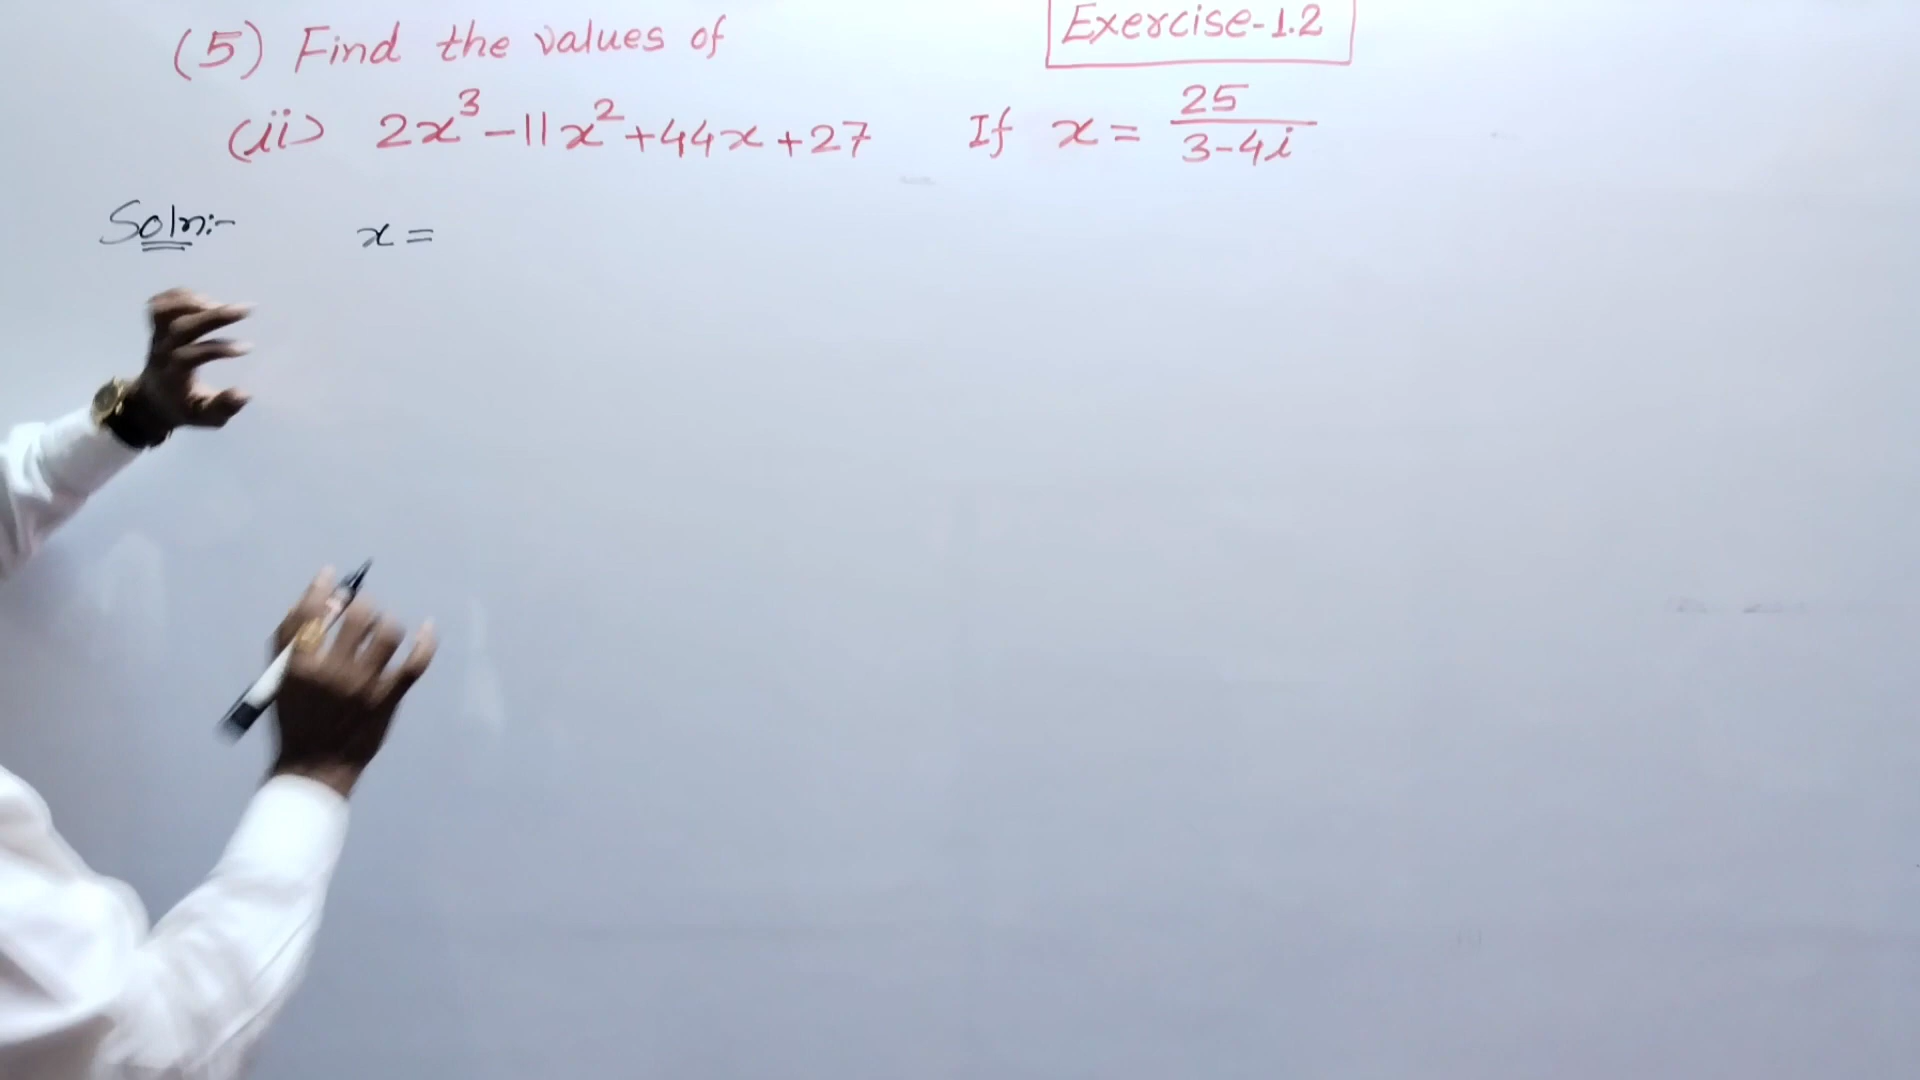 Exercise-1.2
(5) Find the values of
(ii) 2x³-11x²+44x+27 If x = 25/3-4i
Soln:- x =